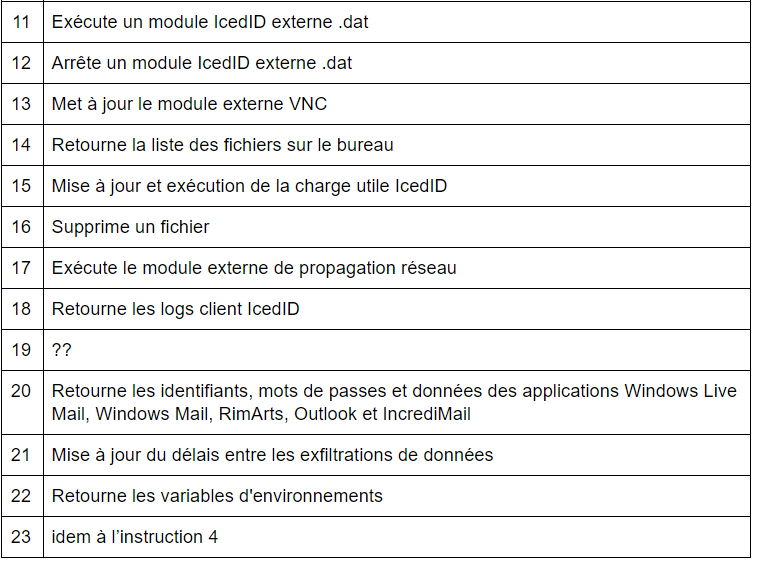 11 Exécute un module IcedID externe .dat
12 Arrête un module IcedID externe .dat
13 Met à jour le module externe VNC
14 Retourne la liste des fichiers sur le bureau
15 Mise à jour et exécution de la charge utile IcedID
16 Supprime un fichier
17 Exécute le module externe de propagation réseau
18 Retourne les logs client IcedID
19 ??
20 Retourne les identifiants, mots de passes et données des applications Windows Live
Mail, Windows Mail, RimArts, Outlook et IncrediMail
21 Mise à jour du délais entre les exfiltrations de données
22 Retourne les variables d'environnements
23 idem à l’instruction 4